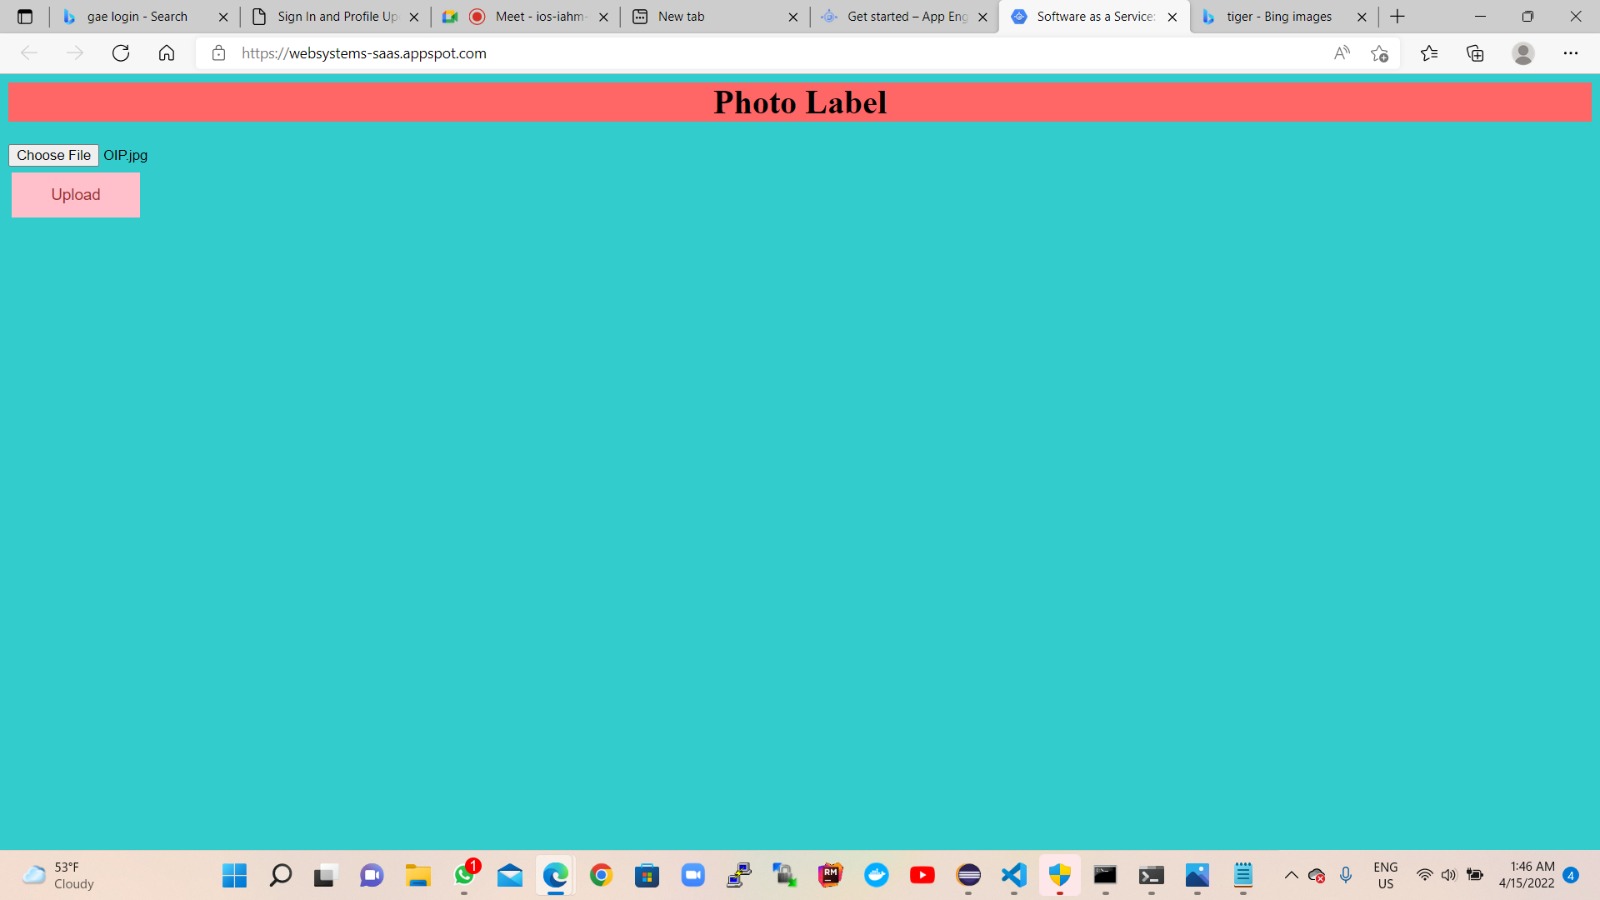 gae login - Search
Sign In and Profile Up
Meet - ios-iahm-
New tab
Get started – App Eng
Software as a Service:
tiger - Bing images
https://websystems-saas.appspot.com
Photo Label
Choose File OIP.jpg
Upload
53°F
Cloudy
1
RM
ENG
US
1:46 AM
4/15/2022
4